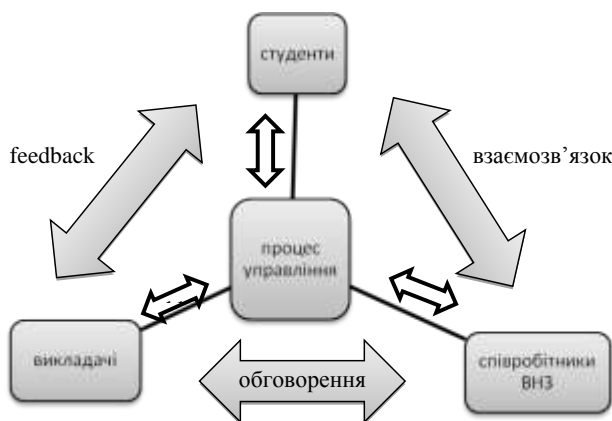 студенти
feedback
взаємозв’язок
процес
управління
викладачі
обговорення
співробітники
ВНЗ